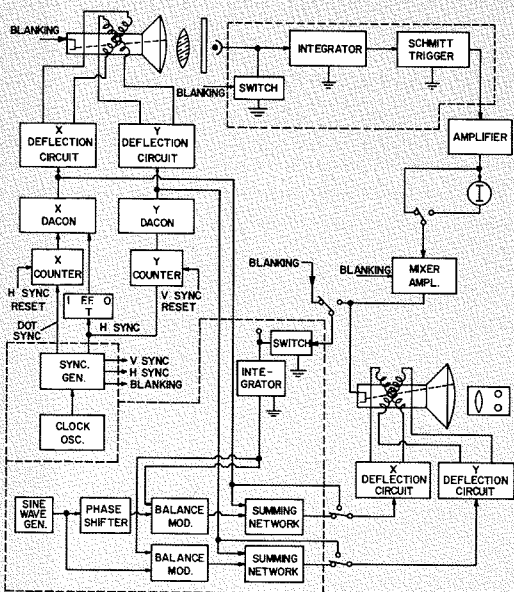 BLANKING
INTEGRATOR
SCHMITT
TRIGGER
BLANKING
SWITCH
AMPLIFIER
I
X
DEFLECTION
CIRCUIT
Y
DEFLECTION
CIRCUIT
X
DACON
Y
DACON
X
COUNTER
Y
COUNTER
H SYNC
RESET
I F.F. O
T
V SYNC
RESET
DOT
SYNC
H SYNC
BLANKING
BLANKING
MIXER
AMPL.
SYNC.
GEN.
V SYNC
H SYNC
BLANKING
SWITCH
INTE-
GRATOR
CLOCK
OSC.
X
DEFLECTION
CIRCUIT
Y
DEFLECTION
CIRCUIT
SINE
WAVE
GEN.
PHASE
SHIFTER
BALANCE
MOD.
SUMMING
NETWORK
BALANCE
MOD.
SUMMING
NETWORK